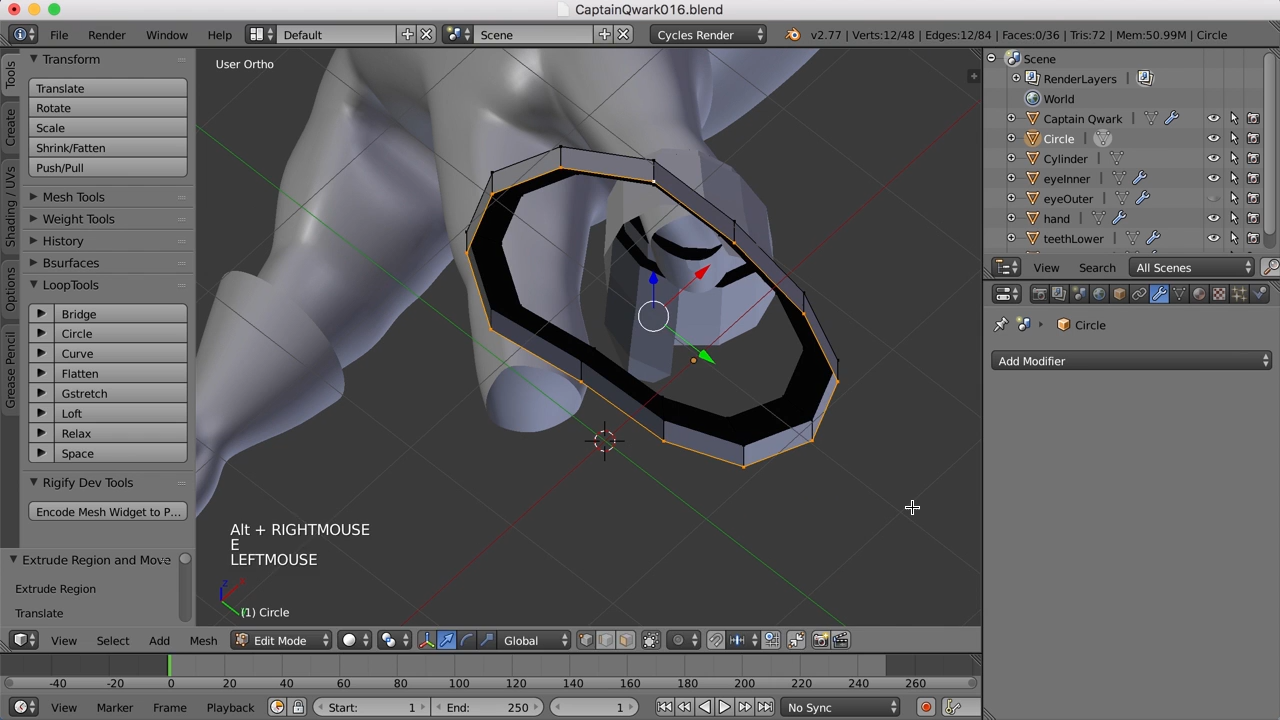 CaptainQwark016.blend
File Render Window Help Default Scene Cycles Render v2.77 | Verts:12/48 | Edges:12/84 | Faces:0/36 | Tris:72 | Mem:50.99M | Circle
Tools
Create
Shading / UVs
Options
Grease Pencil
Transform
Translate
Rotate
Scale
Shrink/Fatten
Push/Pull
Mesh Tools
Weight Tools
History
Bsurfaces
LoopTools
Bridge
Circle
Curve
Flatten
Gstretch
Loft
Relax
Space
Rigify Dev Tools
Encode Mesh Widget to P...
Extrude Region and Move
Extrude Region
Translate
User Ortho
Alt + RIGHTMOUSE
E
LEFTMOUSE
(1) Circle
View Select Add Mesh Edit Mode Global
Scene
RenderLayers
World
Captain Qwark
Circle
Cylinder
eyeInner
eyeOuter
hand
teethLower
View Search All Scenes
Circle
Add Modifier
-40 -20 0 20 40 60 80 100 120 140 160 180 200 220 240 260
View Marker Frame Playback Start: 1 End: 250 1 No Sync